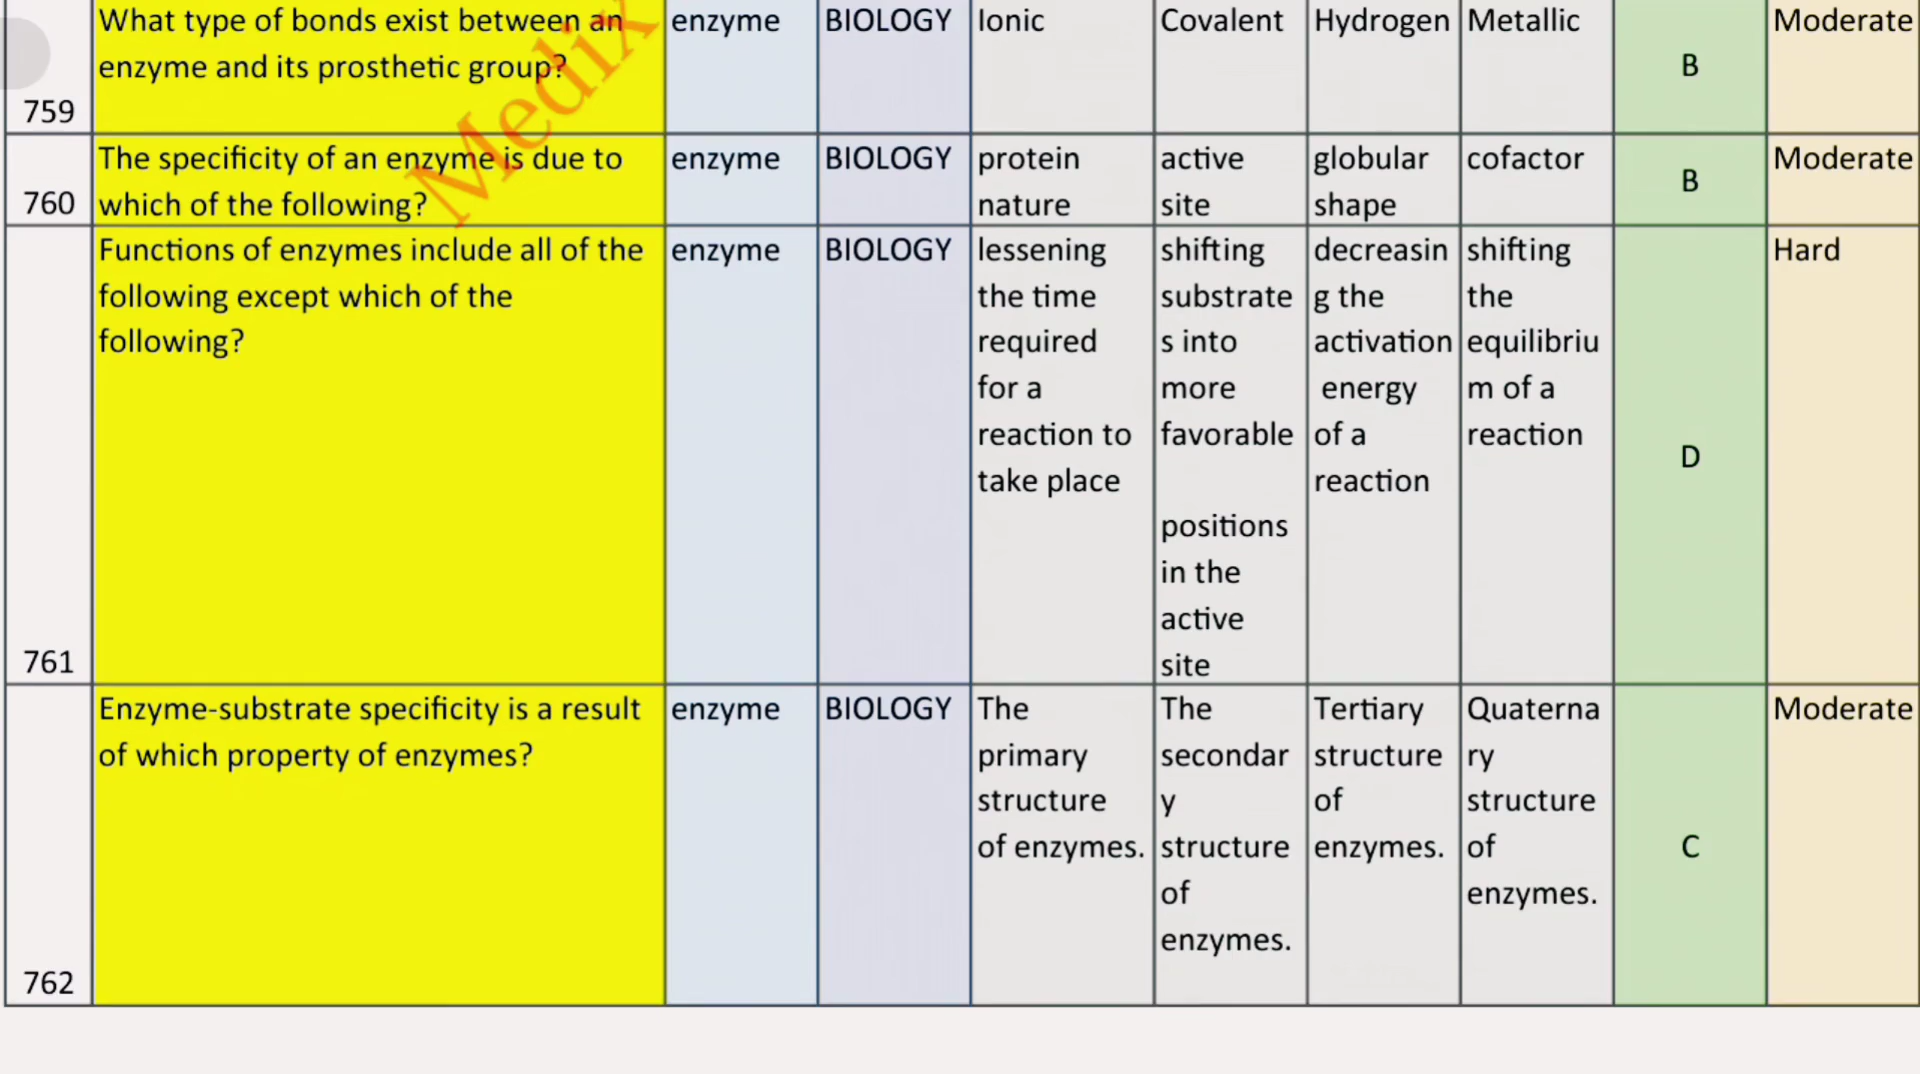 What type of bonds exist between an
enzyme and its prosthetic group?
759
enzyme
BIOLOGY
Ionic
Covalent
Hydrogen
Metallic
B
Moderate
The specificity of an enzyme is due to
which of the following?
760
enzyme
BIOLOGY
protein
nature
active
site
globular
shape
cofactor
B
Moderate
Functions of enzymes include all of the
following except which of the
following?
761
enzyme
BIOLOGY
lessening
the time
required
for a
reaction to
take place
shifting
substrate
s into
more
favorable
positions
in the
active
site
decreasin
g the
activation
energy
of a
reaction
shifting
the
equilibriu
m of a
reaction
D
Hard
Enzyme-substrate specificity is a result
of which property of enzymes?
762
enzyme
BIOLOGY
The
primary
structure
of enzymes.
The
secondar
y
structure
of
enzymes.
Tertiary
structure
of
enzymes.
Quaterna
ry
structure
of
enzymes.
C
Moderate
Medix